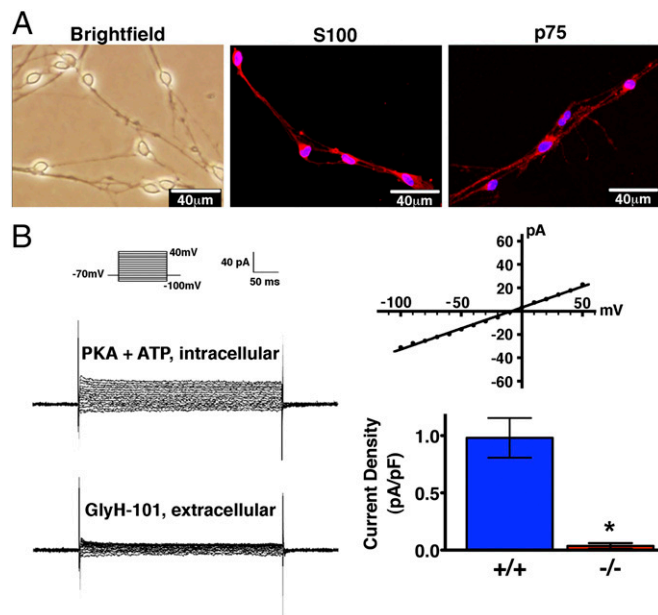 A
Brightfield
S100
p75
40μm
40μm
40μm
B
40mV
-70mV
-100mV
40 pA
50 ms
PKA + ATP, intracellular
GlyH-101, extracellular
pA
60
40
20
-100 -50 0 50
mV
-20
-40
-60
Current Density
(pA/pF)
1.0
0.5
0.0
*
+/+ -/-